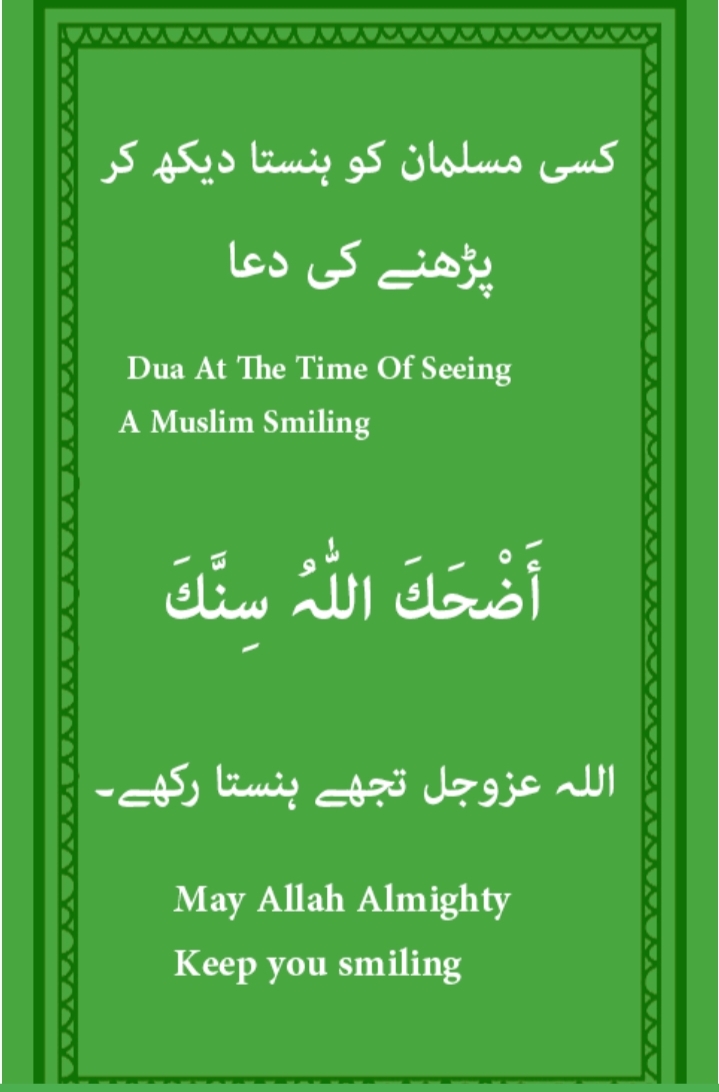 کسی مسلمان کو ہنستا دیکھ کر
پڑھنے کی دعا
Dua At The Time Of Seeing
A Muslim Smiling
أَضْحَكَ اللّٰہُ سِنَّكَ
اللہ عزوجل تجھے ہنستا رکھے۔
May Allah Almighty
Keep you smiling